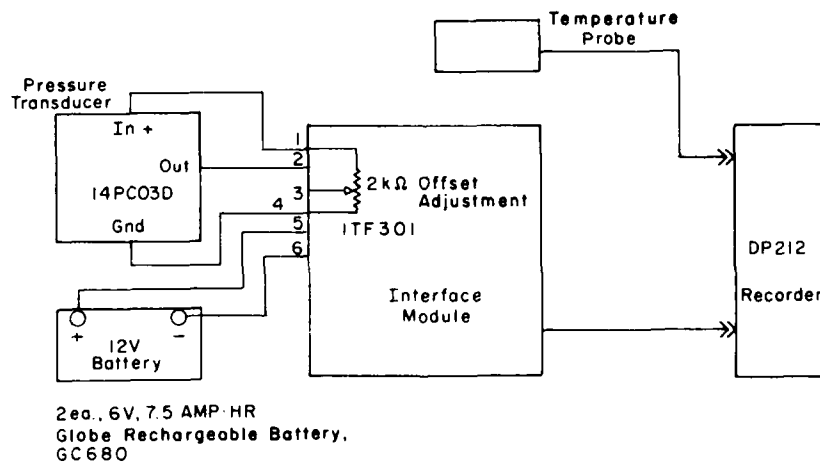 Temperature
Probe
Pressure
Transducer
In +
Out
14PC03D
Gnd
1
2
3
4
5
6
2kΩ Offset
Adjustment
ITF301
Interface
Module
DP212
Recorder
+
-
12V
Battery
2ea., 6V, 7.5 AMP·HR
Globe Rechargeable Battery,
GC680